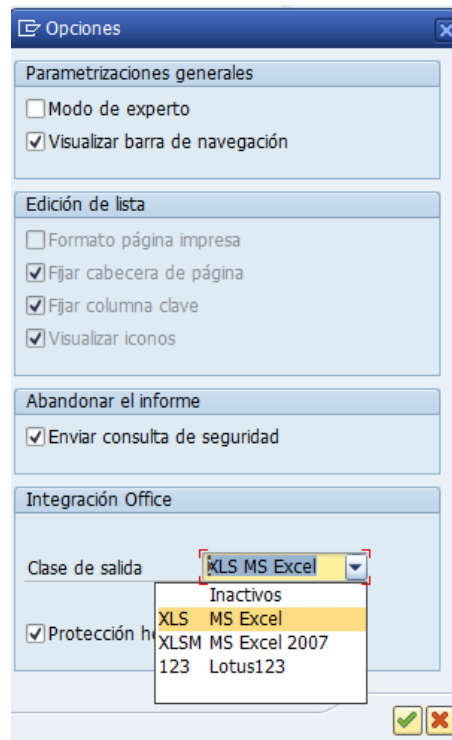 Opciones
Parametrizaciones generales
Modo de experto
Visualizar barra de navegación
Edición de lista
Formato página impresa
Fijar cabecera de página
Fijar columna clave
Visualizar iconos
Abandonar el informe
Enviar consulta de seguridad
Integración Office
Clase de salida XLS MS Excel
Inactivos
XLS MS Excel
Protección
XLSM MS Excel 2007
123 Lotus123